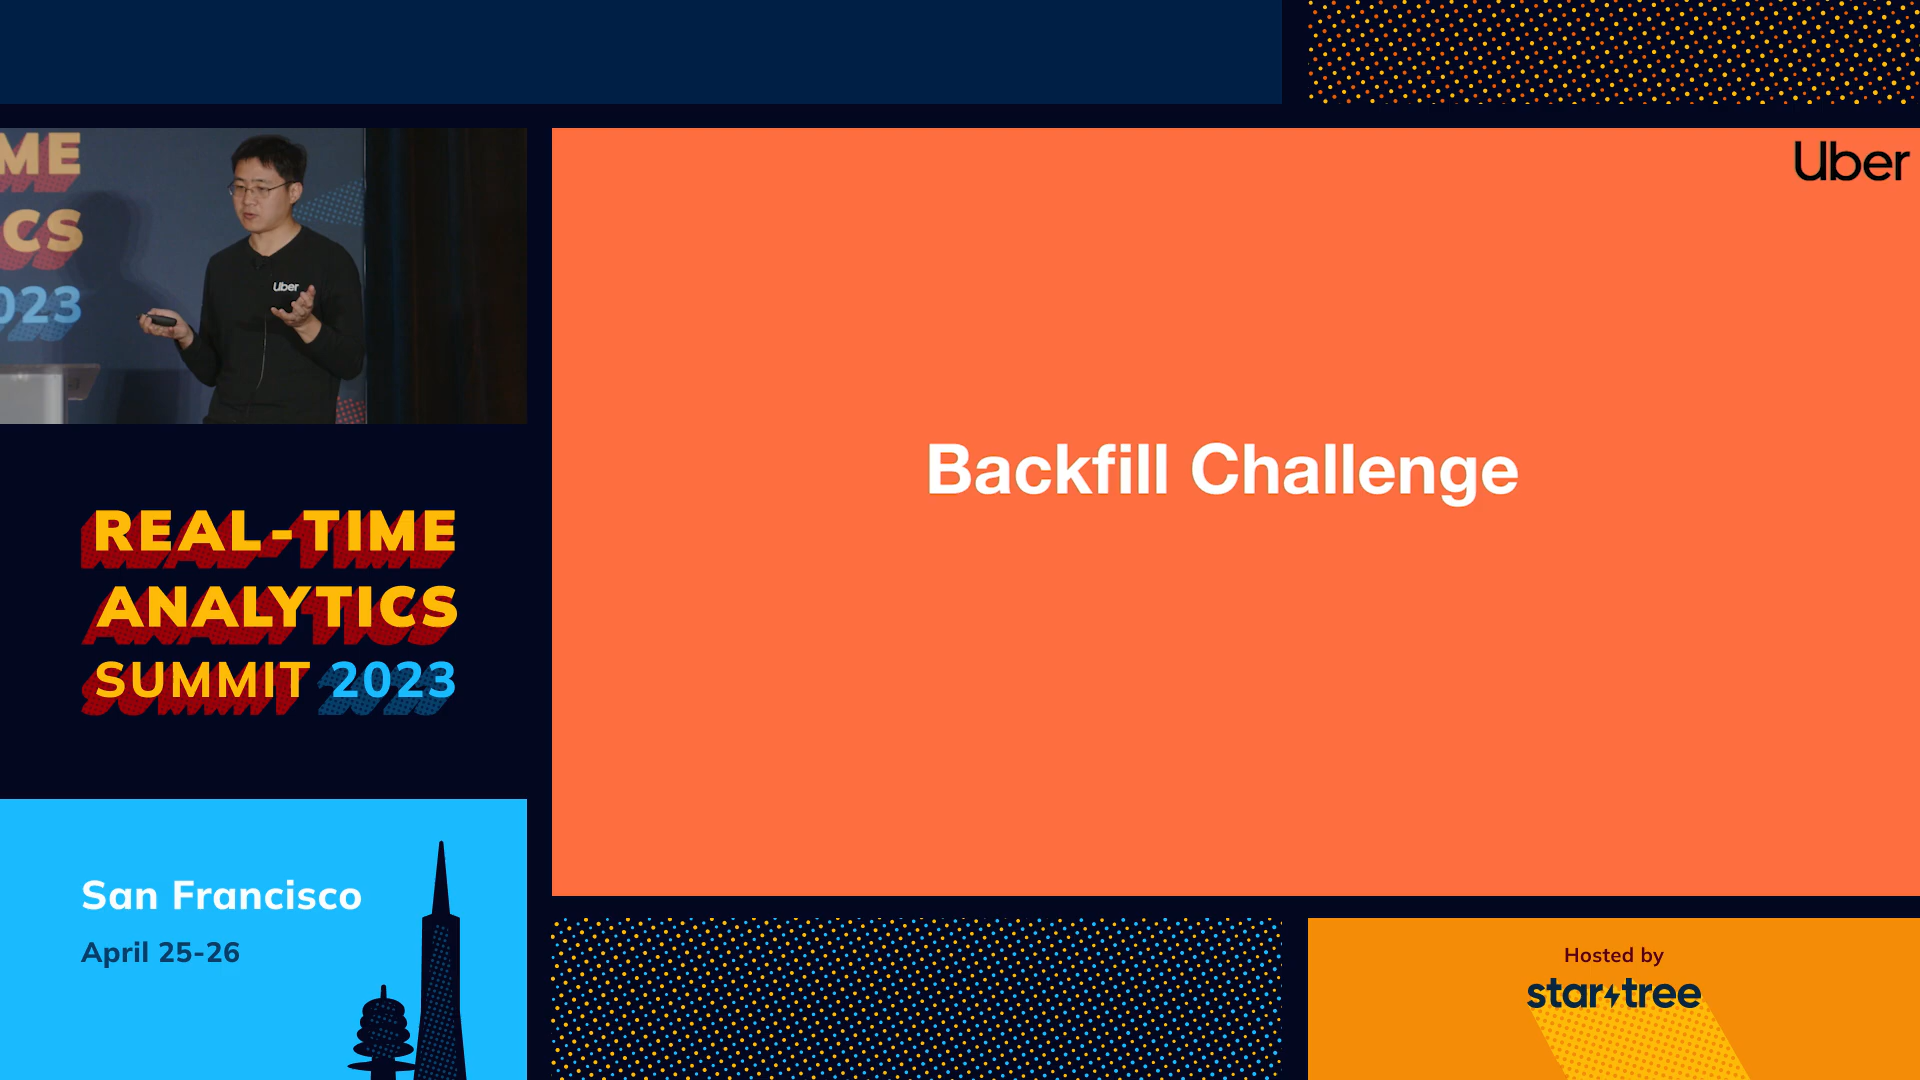 ME
CS
023
Uber
Uber
Backfill Challenge
REAL-TIME
ANALYTICS
SUMMIT 2023
San Francisco
April 25-26
Hosted by
startree